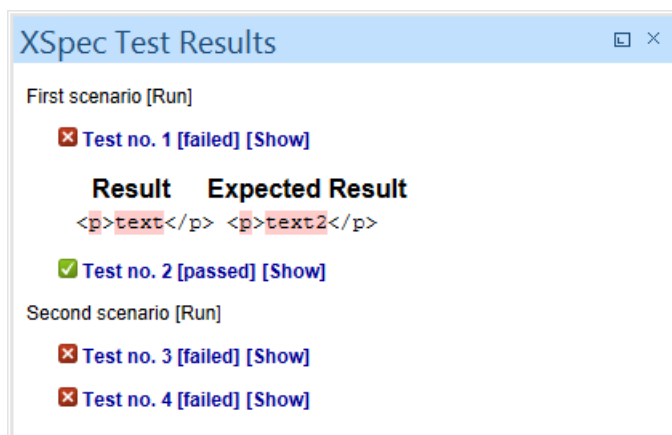 XSpec Test Results
First scenario [Run]
Test no. 1 [failed] [Show]
Result Expected Result
<p>text</p> <p>text2</p>
Test no. 2 [passed] [Show]
Second scenario [Run]
Test no. 3 [failed] [Show]
Test no. 4 [failed] [Show]